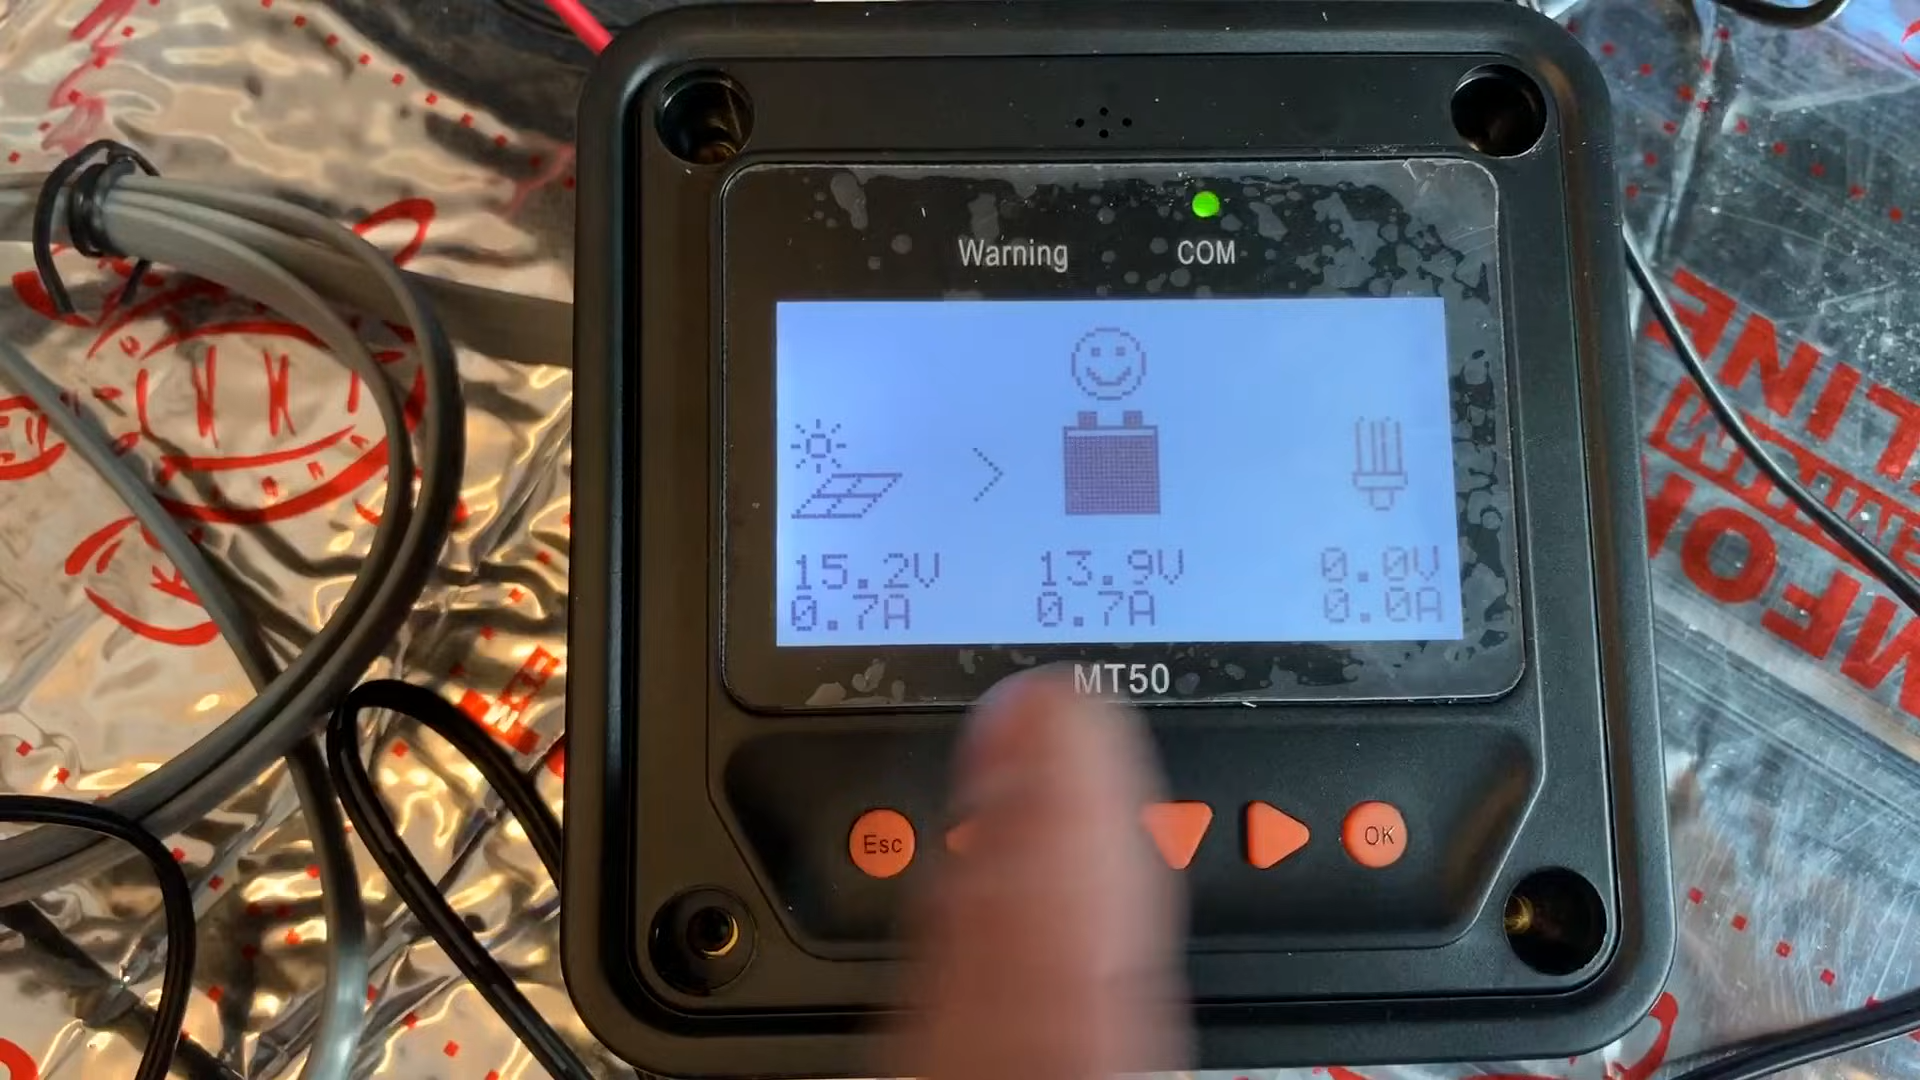 Warning COM
15.2V 13.9V 0.0V
0.7A 0.7A 0.0A
MT50
Esc OK